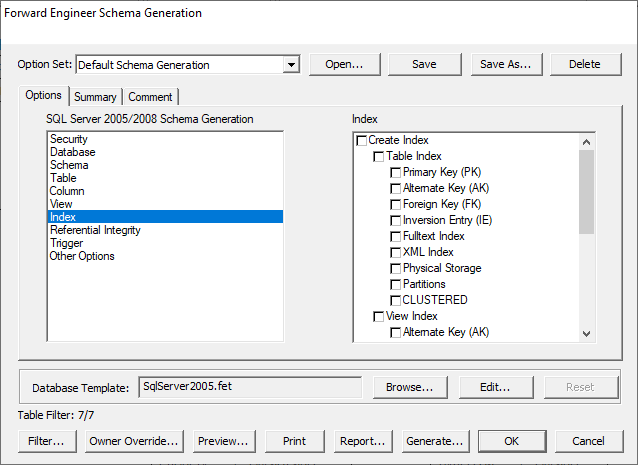 Forward Engineer Schema Generation
Option Set: Default Schema Generation Open... Save Save As... Delete
Options Summary Comment
SQL Server 2005/2008 Schema Generation
Security
Database
Schema
Table
Column
View
Index
Referential Integrity
Trigger
Other Options
Index
Create Index
Table Index
Primary Key (PK)
Alternate Key (AK)
Foreign Key (FK)
Inversion Entry (IE)
Fulltext Index
XML Index
Physical Storage
Partitions
CLUSTERED
View Index
Alternate Key (AK)
Database Template: SqlServer2005.fet Browse... Edit... Reset
Table Filter: 7/7
Filter... Owner Override... Preview... Print Report... Generate... OK Cancel